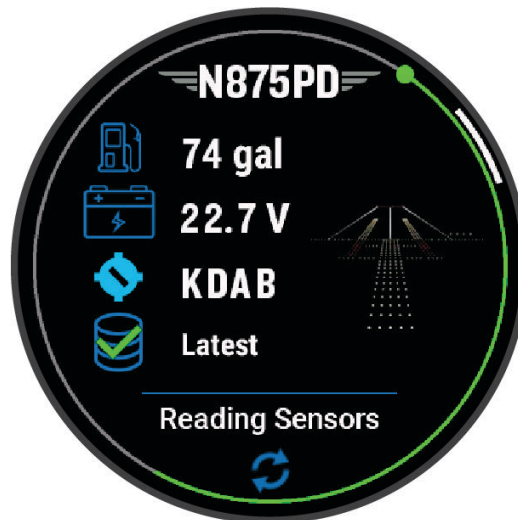 N875PD
74 gal
22.7 V
KDAB
Latest
Reading Sensors